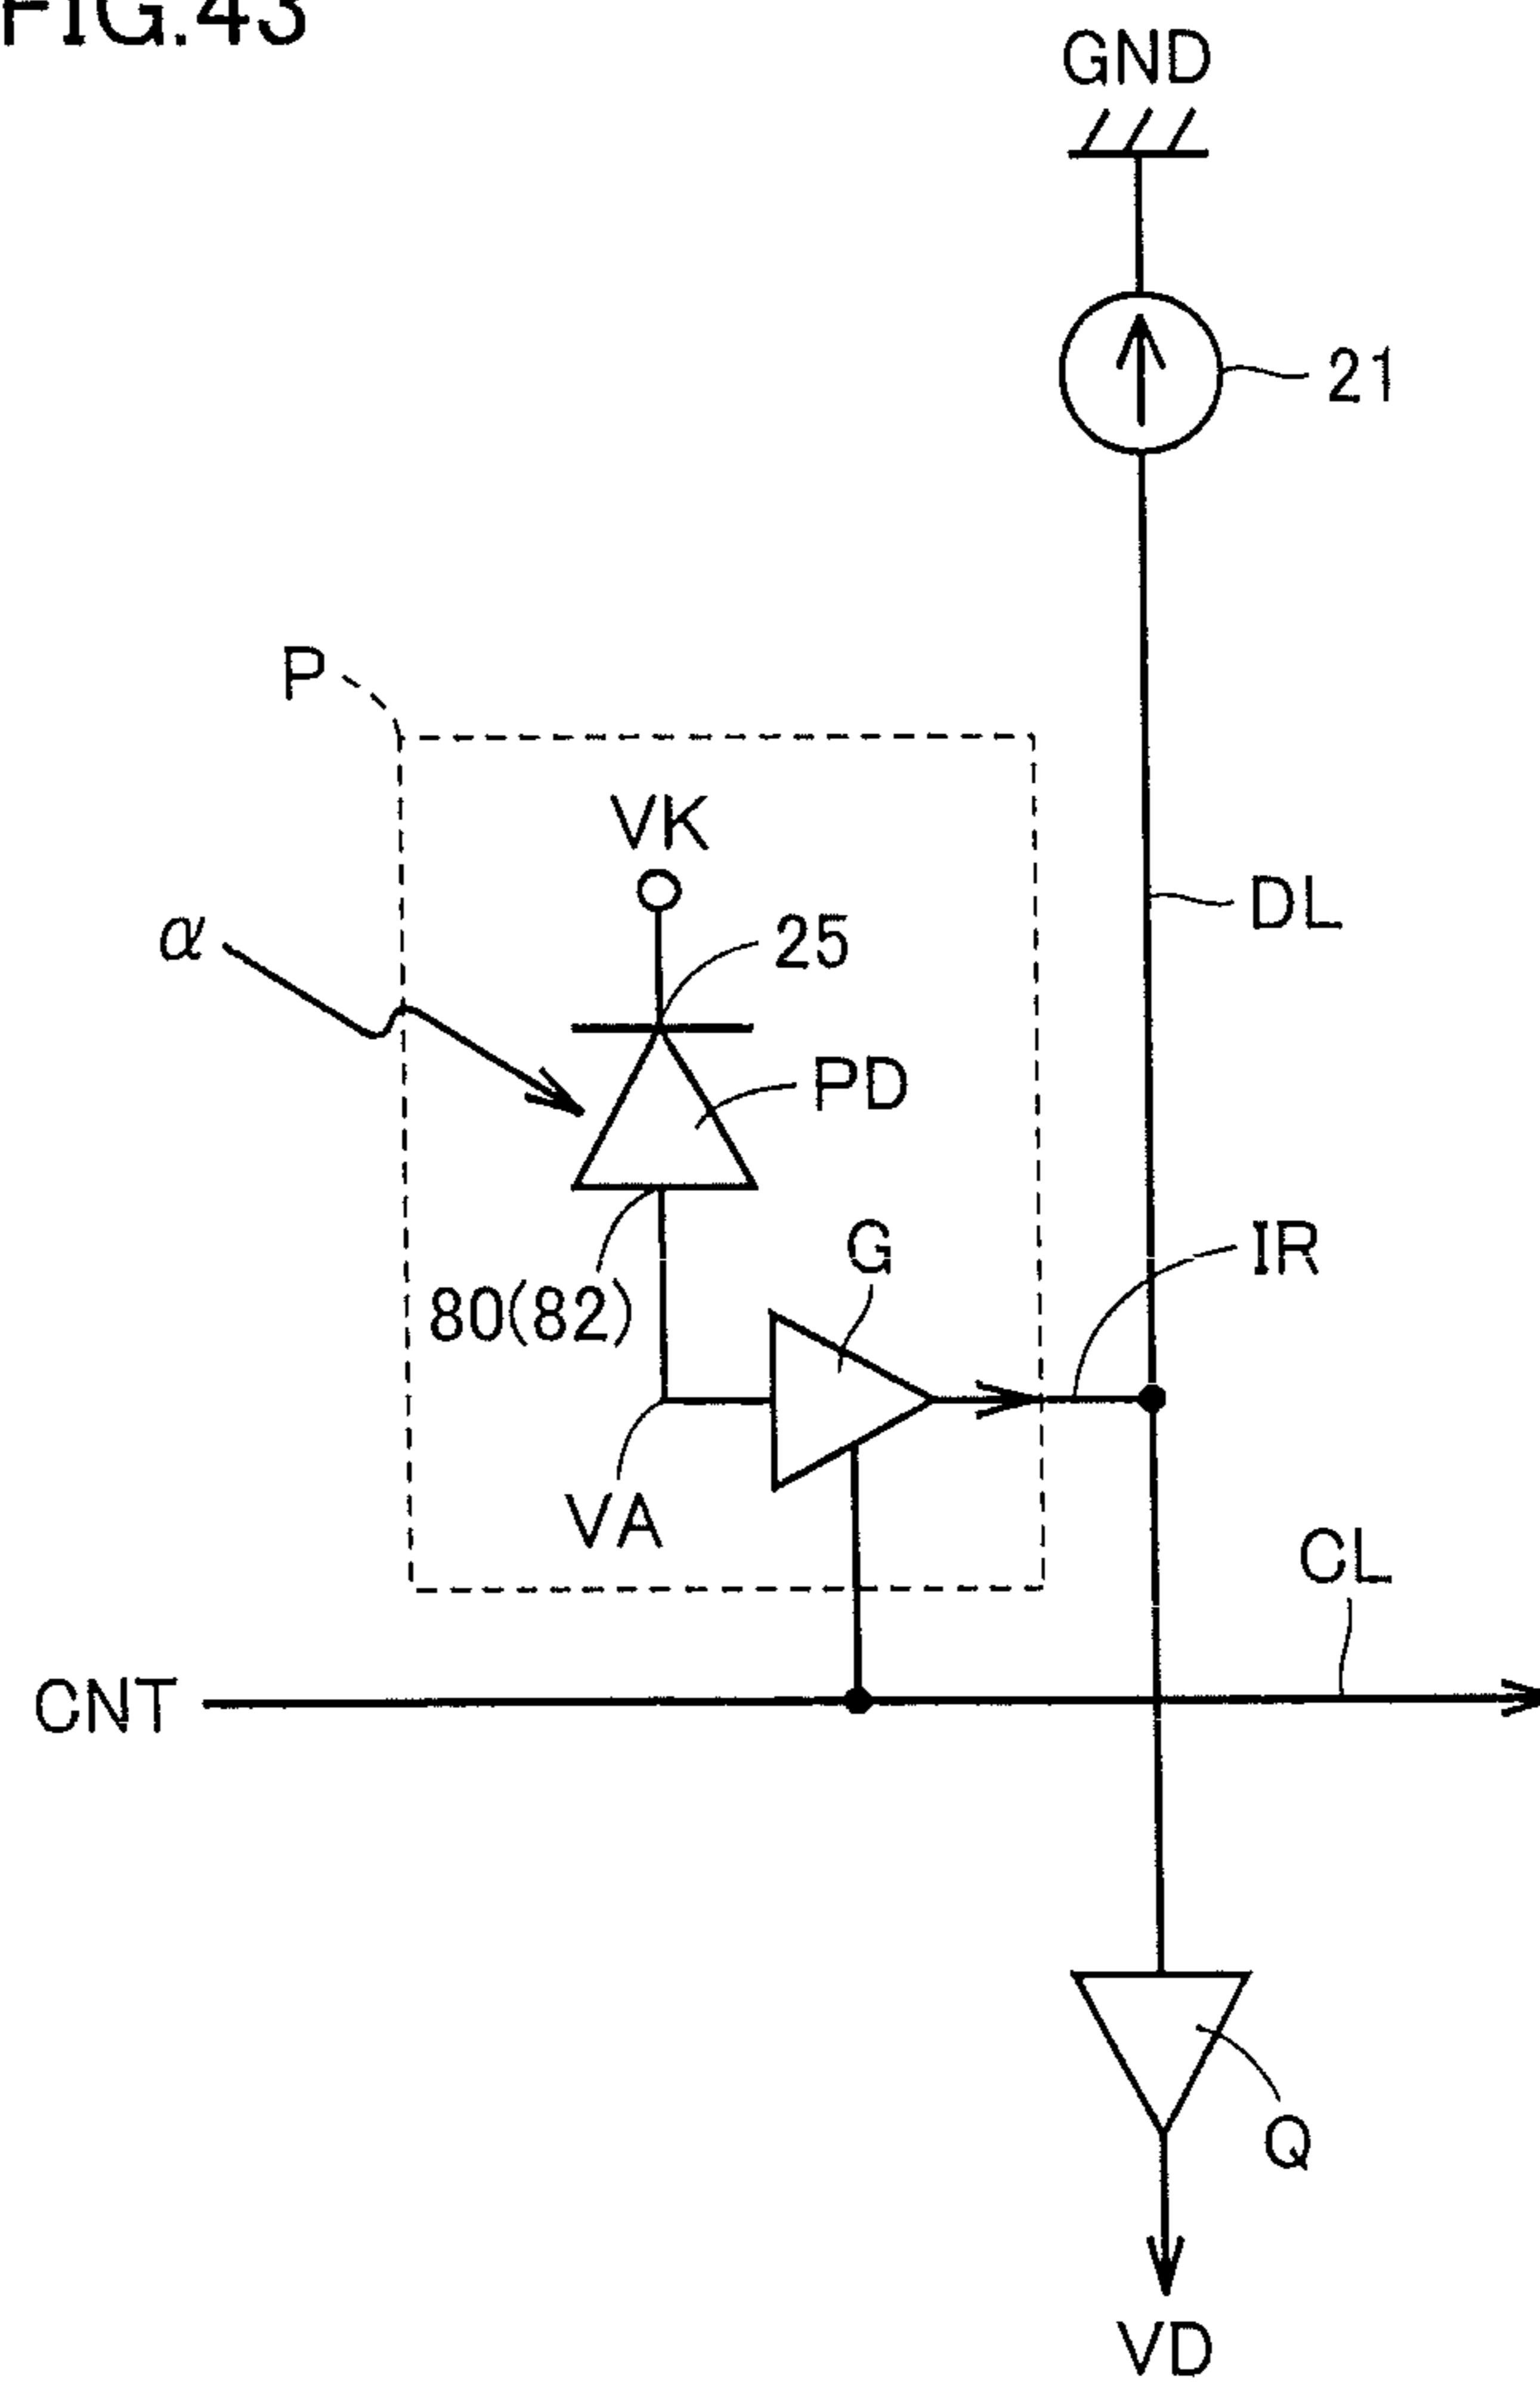 FIG.43
GND
21
P
VK
DL
α
25
PD
G
IR
80(82)
VA
CL
CNT
Q
VD